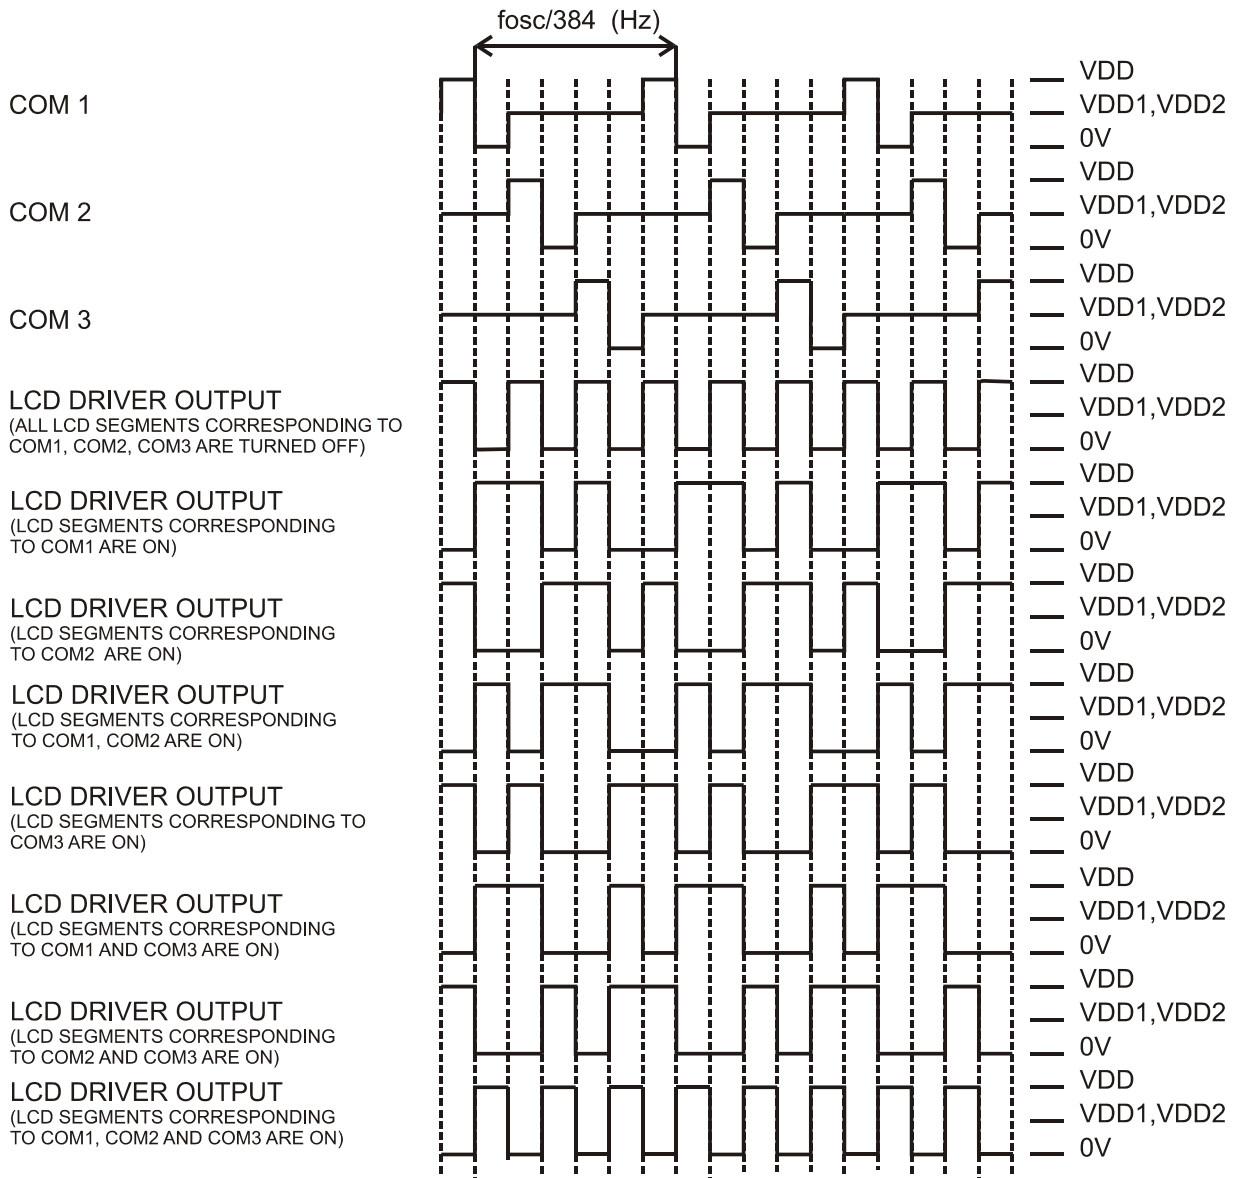 fosc/384 (Hz)
COM 1
VDD
VDD1,VDD2
0V
COM 2
VDD
VDD1,VDD2
0V
COM 3
VDD
VDD1,VDD2
0V
LCD DRIVER OUTPUT
(ALL LCD SEGMENTS CORRESPONDING TO
COM1, COM2, COM3 ARE TURNED OFF)
VDD
VDD1,VDD2
0V
LCD DRIVER OUTPUT
(LCD SEGMENTS CORRESPONDING
TO COM1 ARE ON)
VDD
VDD1,VDD2
0V
LCD DRIVER OUTPUT
(LCD SEGMENTS CORRESPONDING
TO COM2 ARE ON)
VDD
VDD1,VDD2
0V
LCD DRIVER OUTPUT
(LCD SEGMENTS CORRESPONDING
TO COM1, COM2 ARE ON)
VDD
VDD1,VDD2
0V
LCD DRIVER OUTPUT
(LCD SEGMENTS CORRESPONDING TO
COM3 ARE ON)
VDD
VDD1,VDD2
0V
LCD DRIVER OUTPUT
(LCD SEGMENTS CORRESPONDING
TO COM1 AND COM3 ARE ON)
VDD
VDD1,VDD2
0V
LCD DRIVER OUTPUT
(LCD SEGMENTS CORRESPONDING
TO COM2 AND COM3 ARE ON)
VDD
VDD1,VDD2
0V
LCD DRIVER OUTPUT
(LCD SEGMENTS CORRESPONDING
TO COM1, COM2 AND COM3 ARE ON)
VDD
VDD1,VDD2
0V